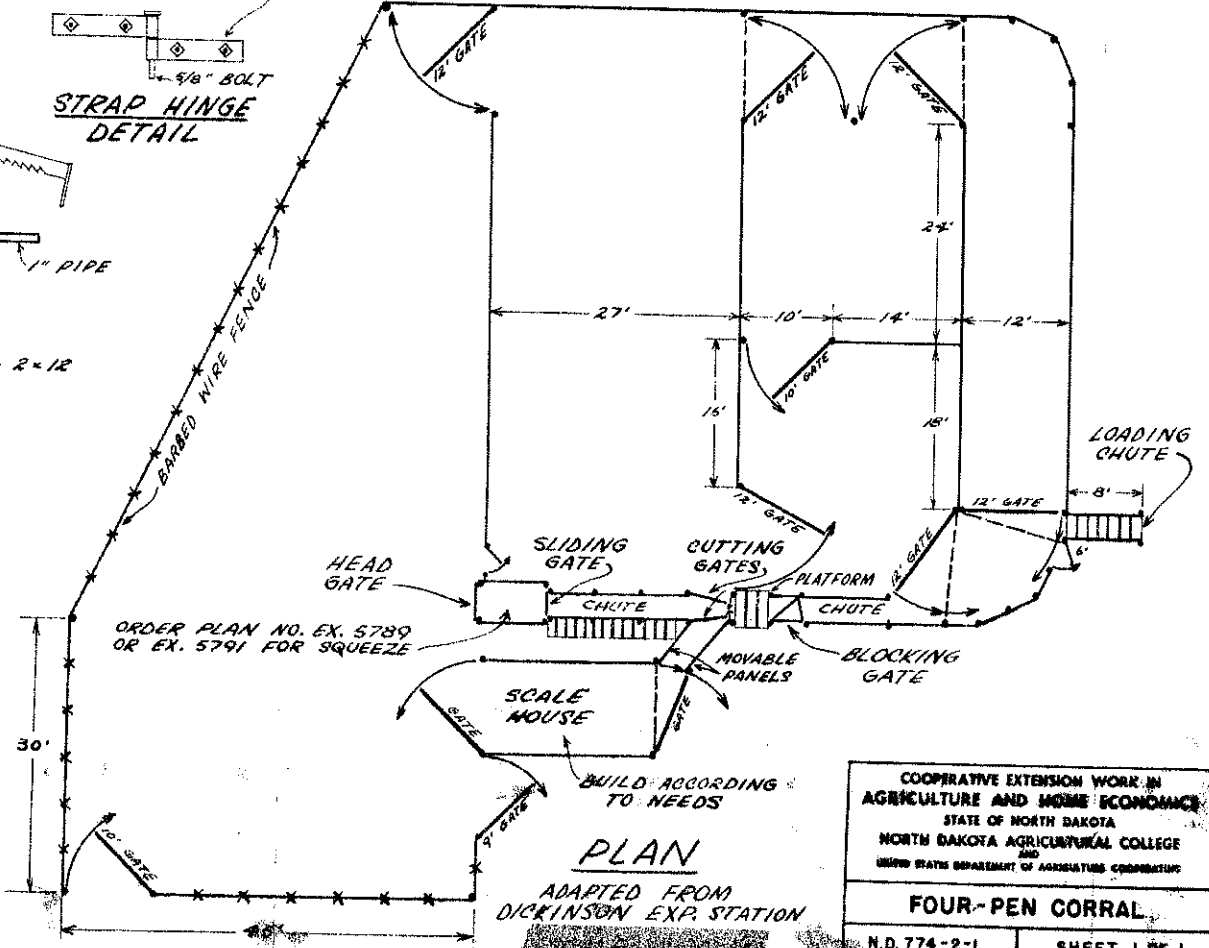 5/8" BOLT
STRAP HINGE
DETAIL
1" PIPE
2×12
BARBED WIRE FENCE
12' GATE
12' GATE
12' GATE
24'
27'
10'
14'
12'
10' GATE
15'
18'
LOADING
CHUTE
8'
12' GATE
12' GATE
12' GATE
6'
HEAD
GATE
SLIDING
GATE
CUTTING
GATES
PLATFORM
CHUTE
CHUTE
ORDER PLAN NO. EX. 5789
OR EX. 5791 FOR SQUEEZE
MOVABLE
PANELS
BLOCKING
GATE
SCALE
HOUSE
GATE
GATE
BUILD ACCORDING
TO NEEDS
30'
10' GATE
9' GATE
PLAN
ADAPTED FROM
DICKINSON EXP. STATION
COOPERATIVE EXTENSION WORK IN
AGRICULTURE AND HOME ECONOMICS
STATE OF NORTH DAKOTA
NORTH DAKOTA AGRICULTURAL COLLEGE
AND
UNITED STATES DEPARTMENT OF AGRICULTURE COOPERATING
FOUR-PEN CORRAL
N.D. 774-2-1
SHEET 1 OF 1